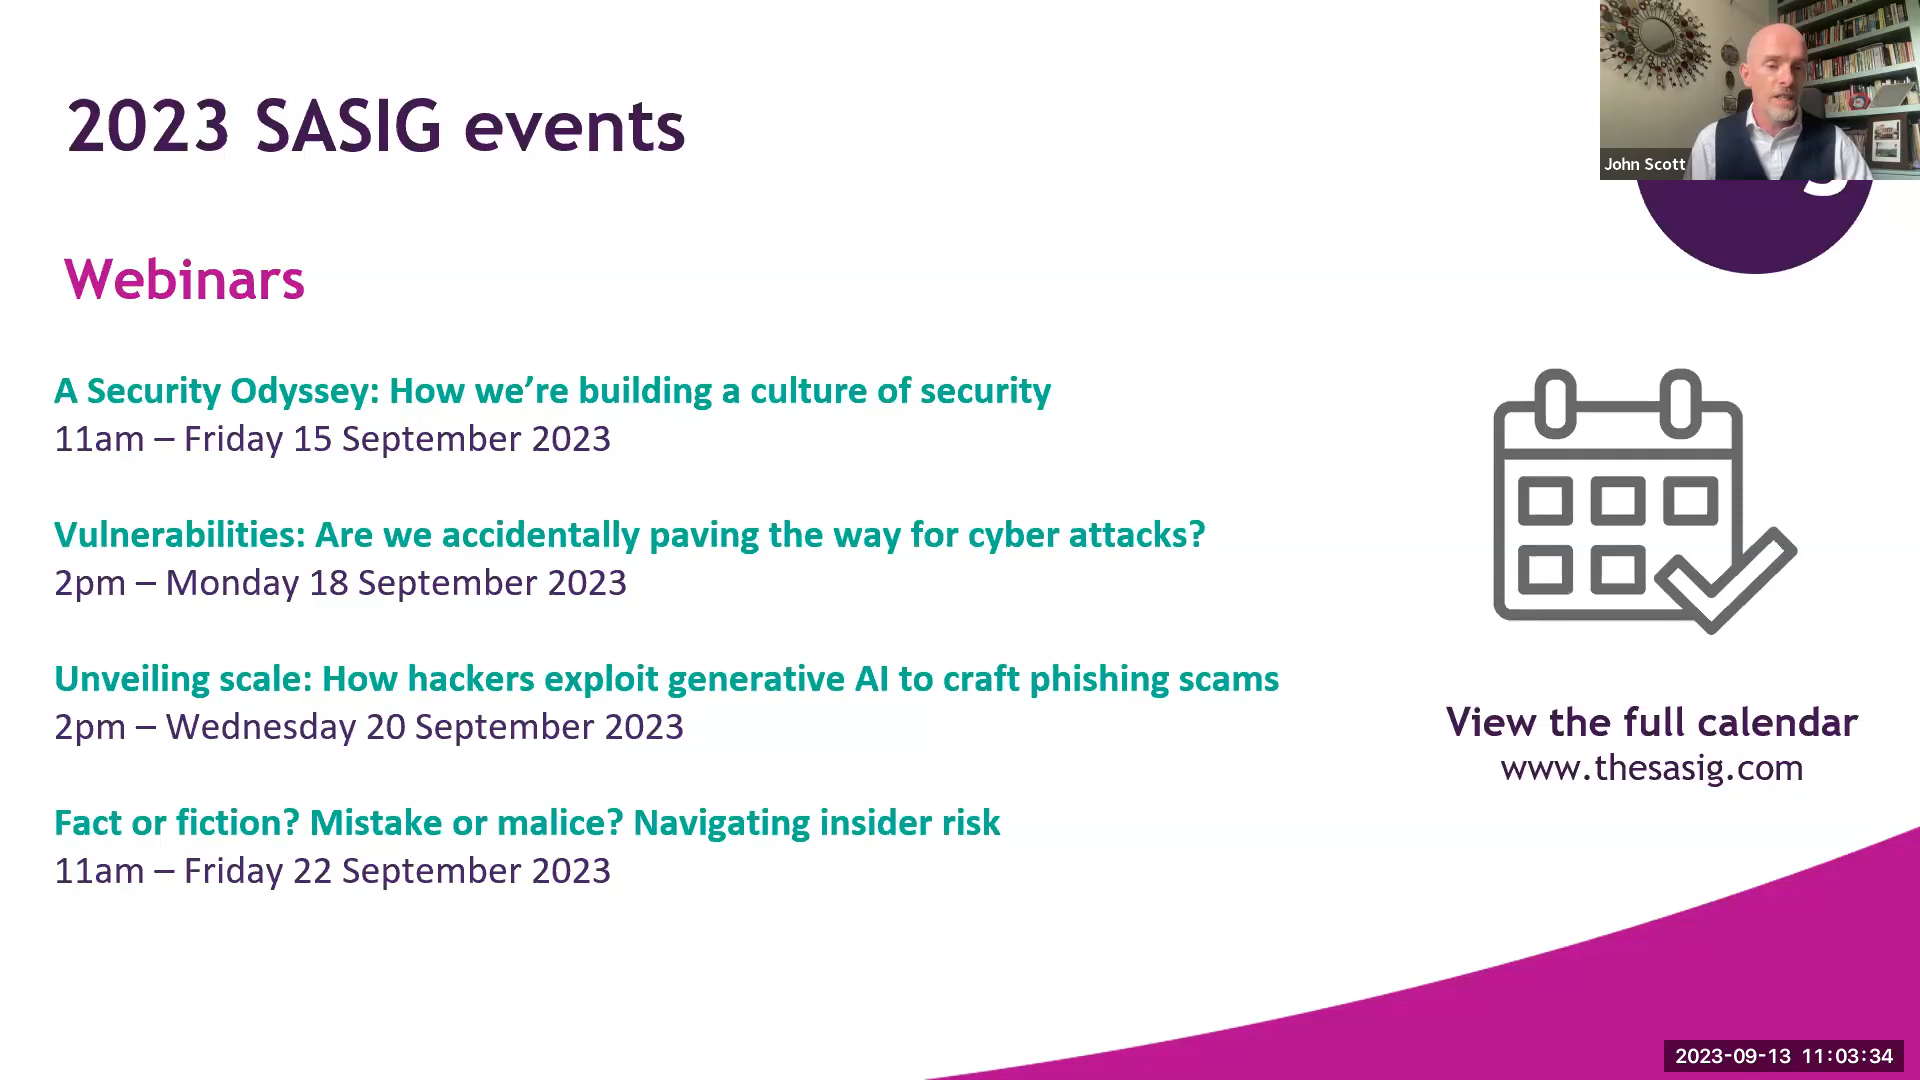 2023 SASIG events
John Scott
Webinars
A Security Odyssey: How we’re building a culture of security
11am – Friday 15 September 2023
Vulnerabilities: Are we accidentally paving the way for cyber attacks?
2pm – Monday 18 September 2023
Unveiling scale: How hackers exploit generative AI to craft phishing scams
2pm – Wednesday 20 September 2023
Fact or fiction? Mistake or malice? Navigating insider risk
11am – Friday 22 September 2023
View the full calendar
www.thesasig.com
2023-09-13 11:03:34